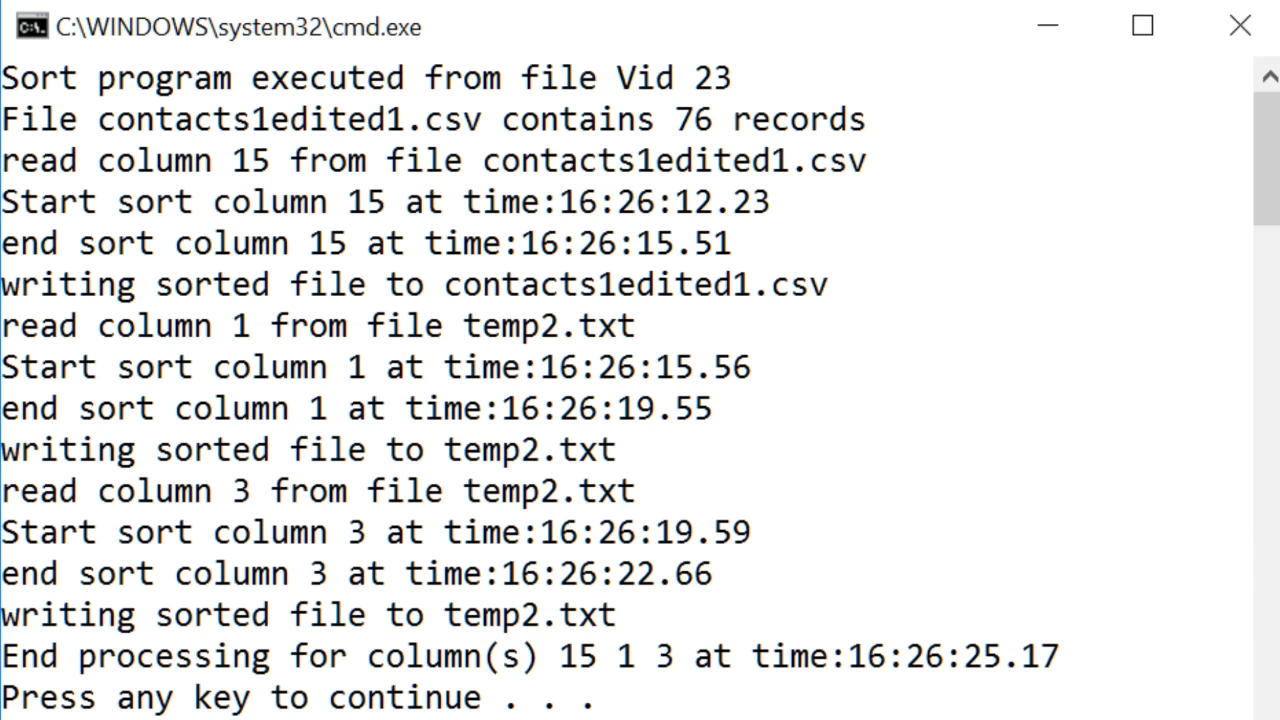 C:\WINDOWS\system32\cmd.exe
Sort program executed from file Vid 23
File contacts1edited1.csv contains 76 records
read column 15 from file contacts1edited1.csv
Start sort column 15 at time:16:26:12.23
end sort column 15 at time:16:26:15.51
writing sorted file to contacts1edited1.csv
read column 1 from file temp2.txt
Start sort column 1 at time:16:26:15.56
end sort column 1 at time:16:26:19.55
writing sorted file to temp2.txt
read column 3 from file temp2.txt
Start sort column 3 at time:16:26:19.59
end sort column 3 at time:16:26:22.66
writing sorted file to temp2.txt
End processing for column(s) 15 1 3 at time:16:26:25.17
Press any key to continue . . .